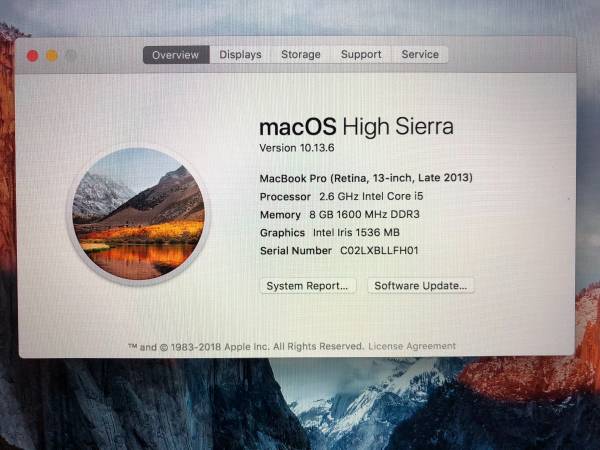 Overview Displays Storage Support Service
macOS High Sierra
Version 10.13.6
MacBook Pro (Retina, 13-inch, Late 2013)
Processor 2.6 GHz Intel Core i5
Memory 8 GB 1600 MHz DDR3
Graphics Intel Iris 1536 MB
Serial Number C02LXBLLFH01
System Report... Software Update...
™ and © 1983-2018 Apple Inc. All Rights Reserved. License Agreement